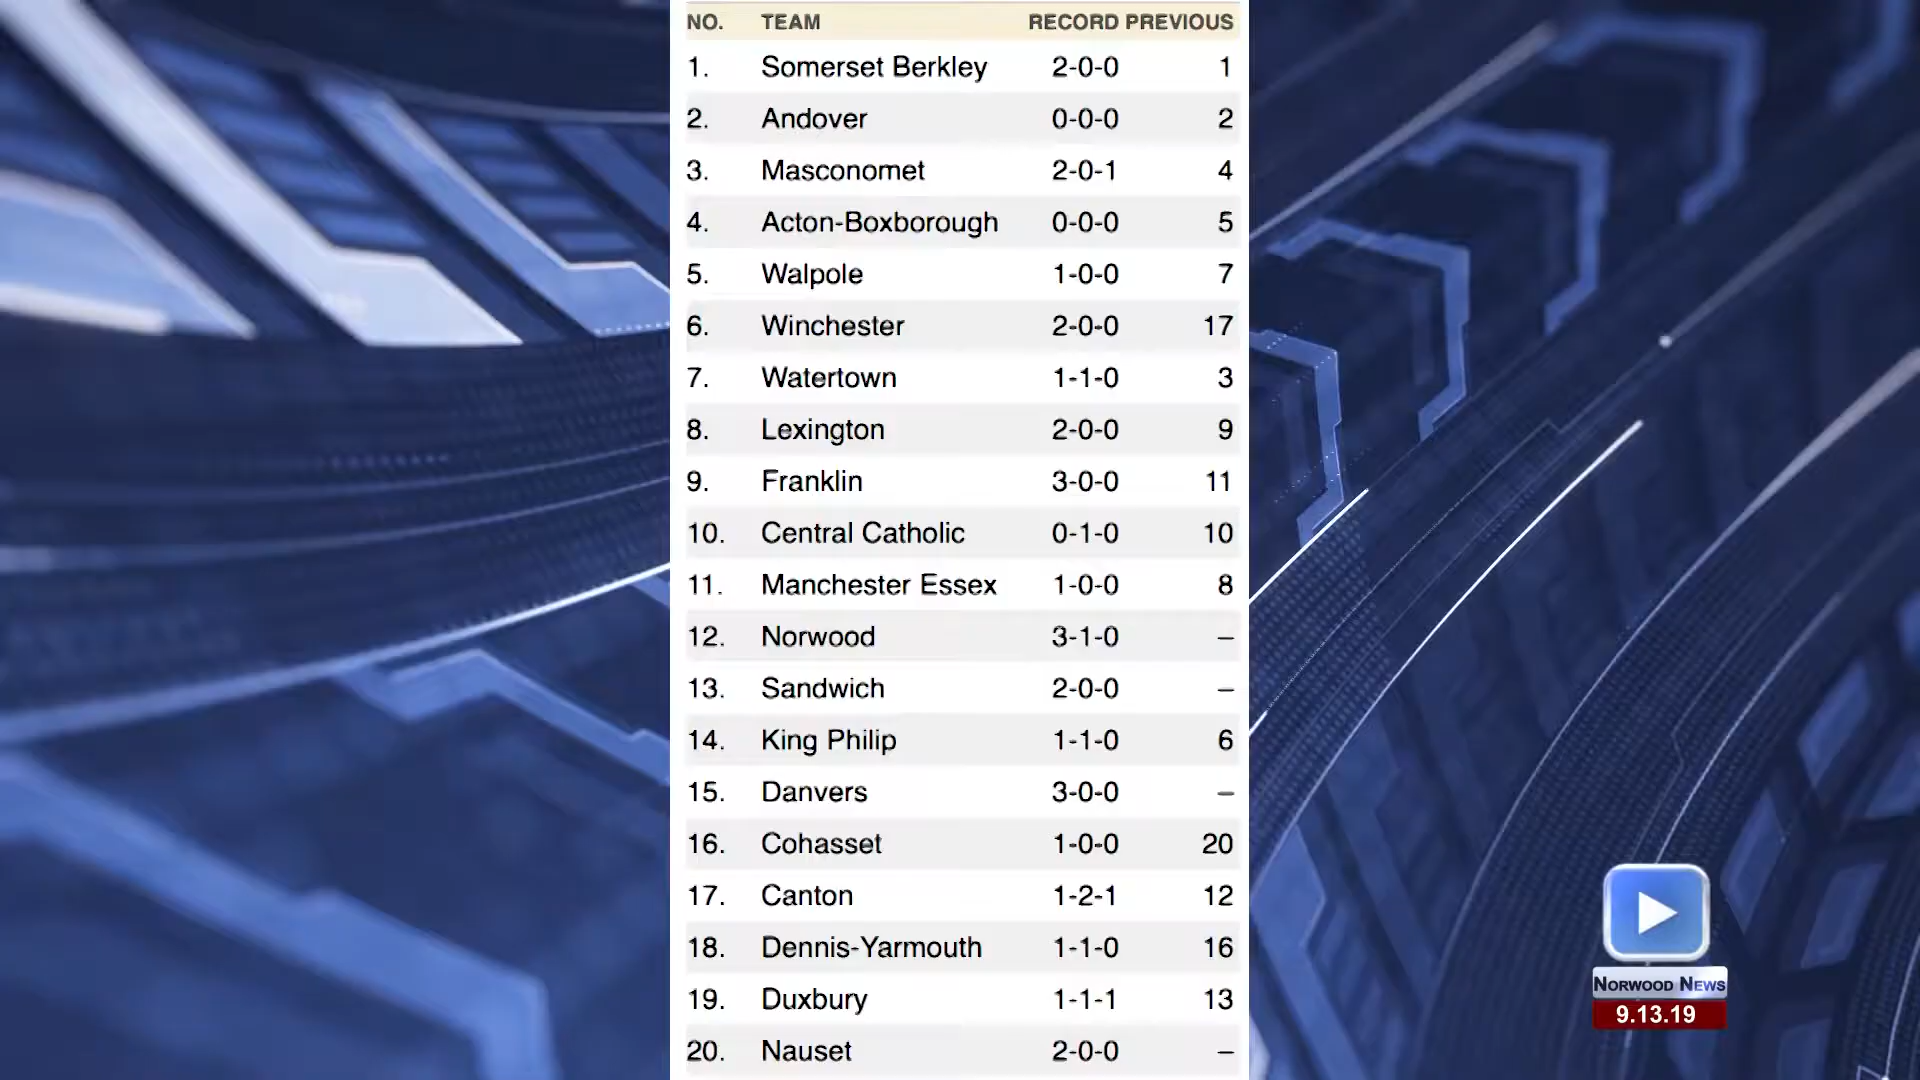 NO. TEAM RECORD PREVIOUS
1. Somerset Berkley 2-0-0 1
2. Andover 0-0-0 2
3. Masconomet 2-0-1 4
4. Acton-Boxborough 0-0-0 5
5. Walpole 1-0-0 7
6. Winchester 2-0-0 17
7. Watertown 1-1-0 3
8. Lexington 2-0-0 9
9. Franklin 3-0-0 11
10. Central Catholic 0-1-0 10
11. Manchester Essex 1-0-0 8
12. Norwood 3-1-0 –
13. Sandwich 2-0-0 –
14. King Philip 1-1-0 6
15. Danvers 3-0-0 –
16. Cohasset 1-0-0 20
17. Canton 1-2-1 12
18. Dennis-Yarmouth 1-1-0 16
19. Duxbury 1-1-1 13
20. Nauset 2-0-0 –
NORWOOD NEWS
9.13.19